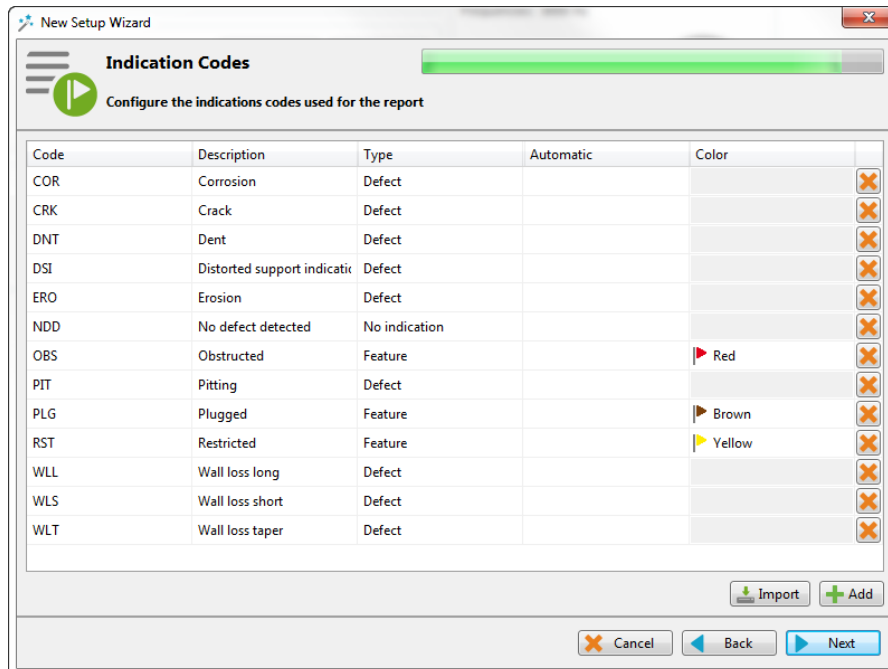 New Setup Wizard
Indication Codes
Configure the indications codes used for the report
Code Description Type Automatic Color
COR Corrosion Defect
CRK Crack Defect
DNT Dent Defect
DSI Distorted support indicatic Defect
ERO Erosion Defect
NDD No defect detected No indication
OBS Obstructed Feature Red
PIT Pitting Defect
PLG Plugged Feature Brown
RST Restricted Feature Yellow
WLL Wall loss long Defect
WLS Wall loss short Defect
WLT Wall loss taper Defect
Import Add
Cancel Back Next